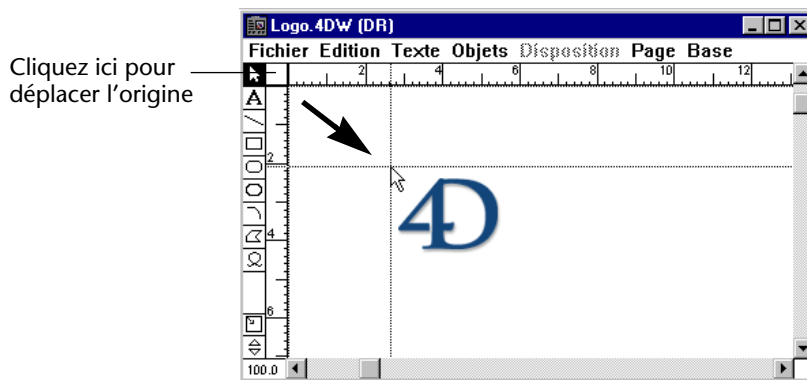 Logo.4DW (DR)
Fichier Edition Texte Objets Disposition Page Base
Cliquez ici pour
déplacer l'origine
2 4 6 8 10 12
A
2
4
6
4D
100.0